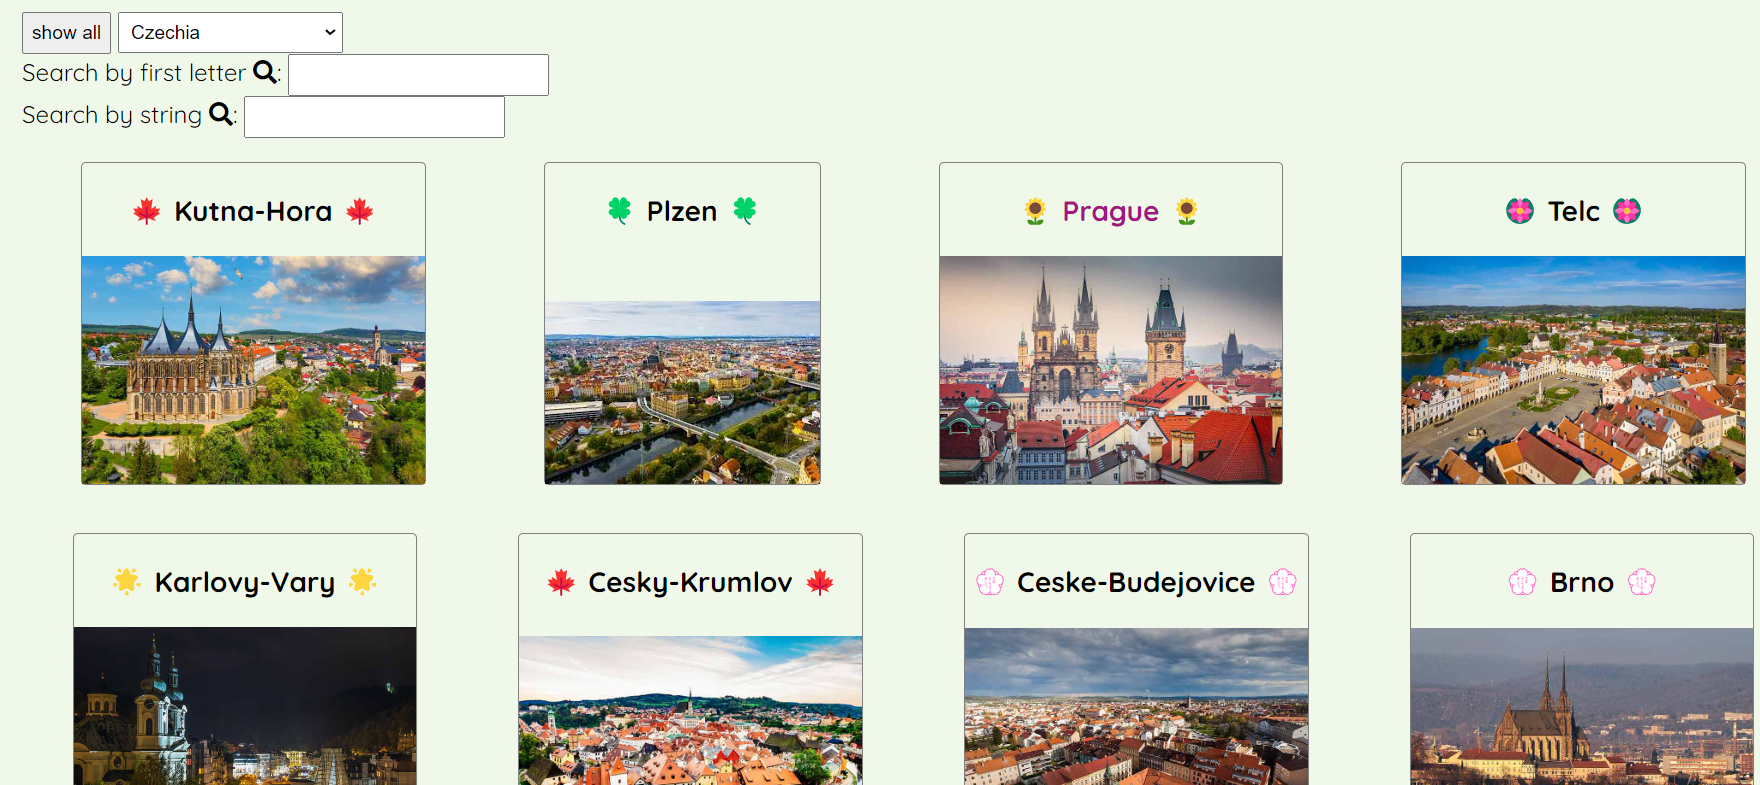 show all Czechia
Search by first letter :
Search by string :
Kutna-Hora
Plzen
Prague
Telc
Karlovy-Vary
Cesky-Krumlov
Ceske-Budejovice
Brno